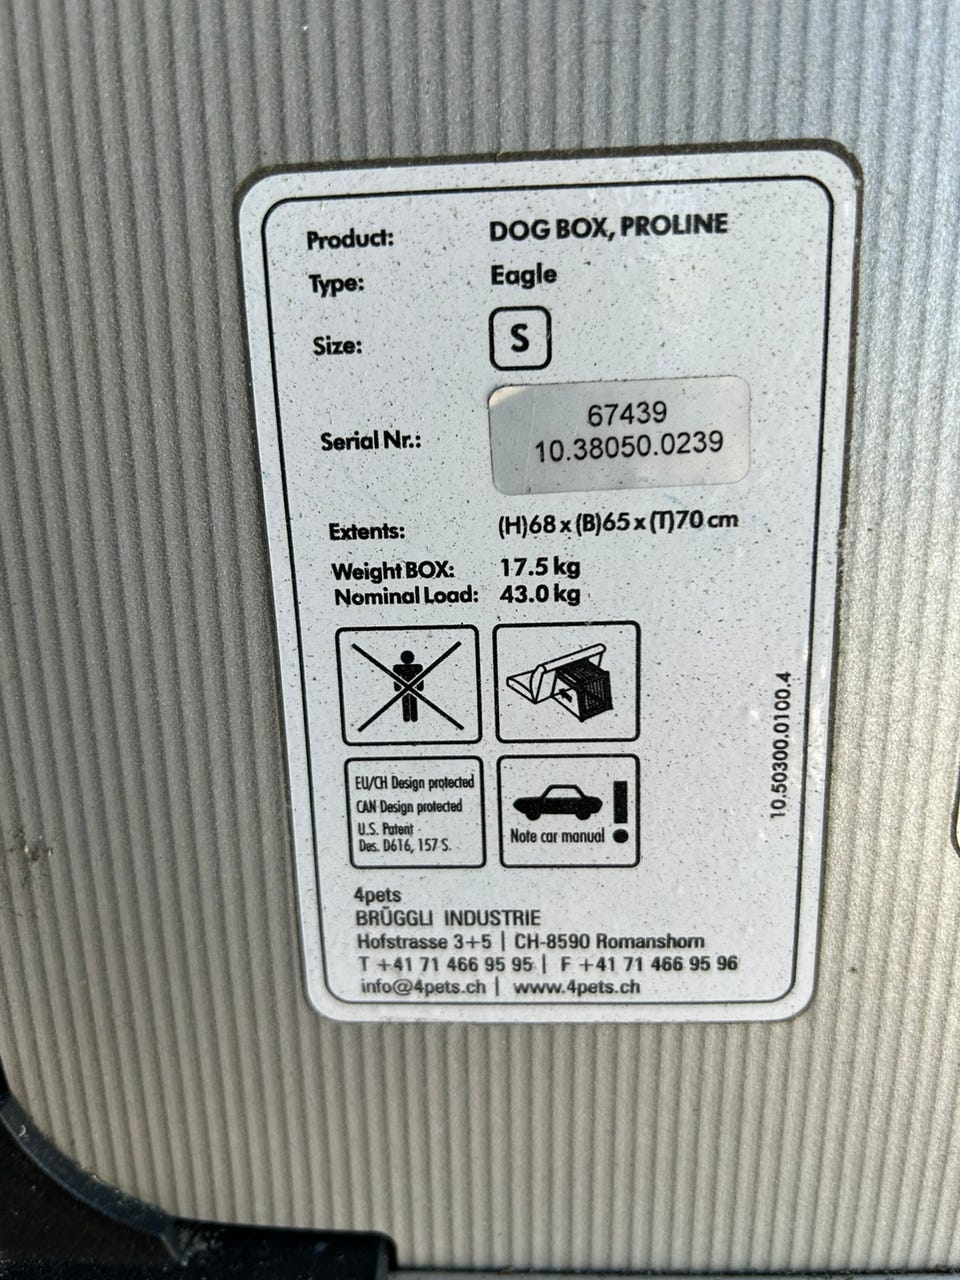 Product: DOG BOX, PROLINE
Type: Eagle
Size: S
Serial Nr.: 67439
10.38050.0239
Extents: (H)68 x (B)65 x (T)70 cm
Weight BOX: 17.5 kg
Nominal Load: 43.0 kg
EU/CH Design protected
CAN Design protected
U.S. Patent
Des. D616, 157 S.
Note car manual !
10.50300.0100.4
4pets
BRÜGGLI INDUSTRIE
Hofstrasse 3+5 | CH-8590 Romanshorn
T +41 71 466 95 95 | F +41 71 466 95 96
info@4pets.ch | www.4pets.ch